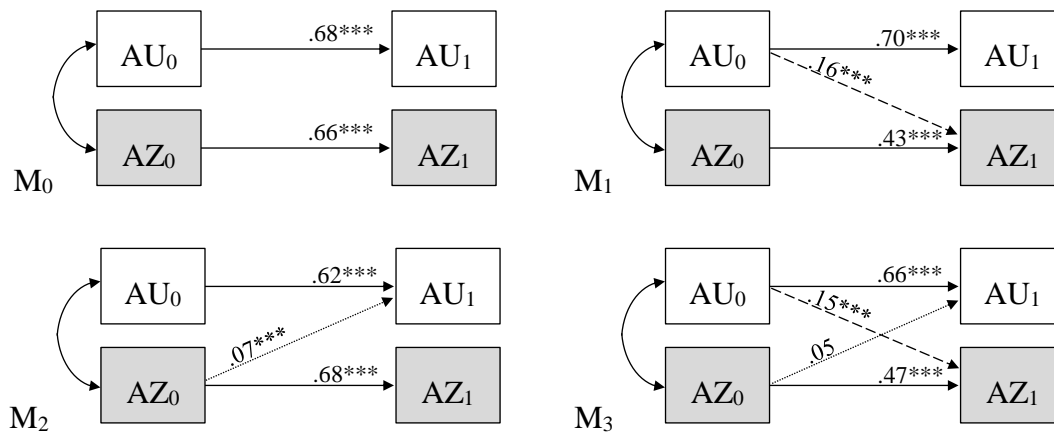 .68***
AU₀
AU₁
.66***
AZ₀
AZ₁
M₀
.70***
AU₀
AU₁
.16***
.43***
AZ₀
AZ₁
M₁
.62***
AU₀
AU₁
.07***
.68***
AZ₀
AZ₁
M₂
.66***
AU₀
AU₁
.15***
.05
.47***
AZ₀
AZ₁
M₃